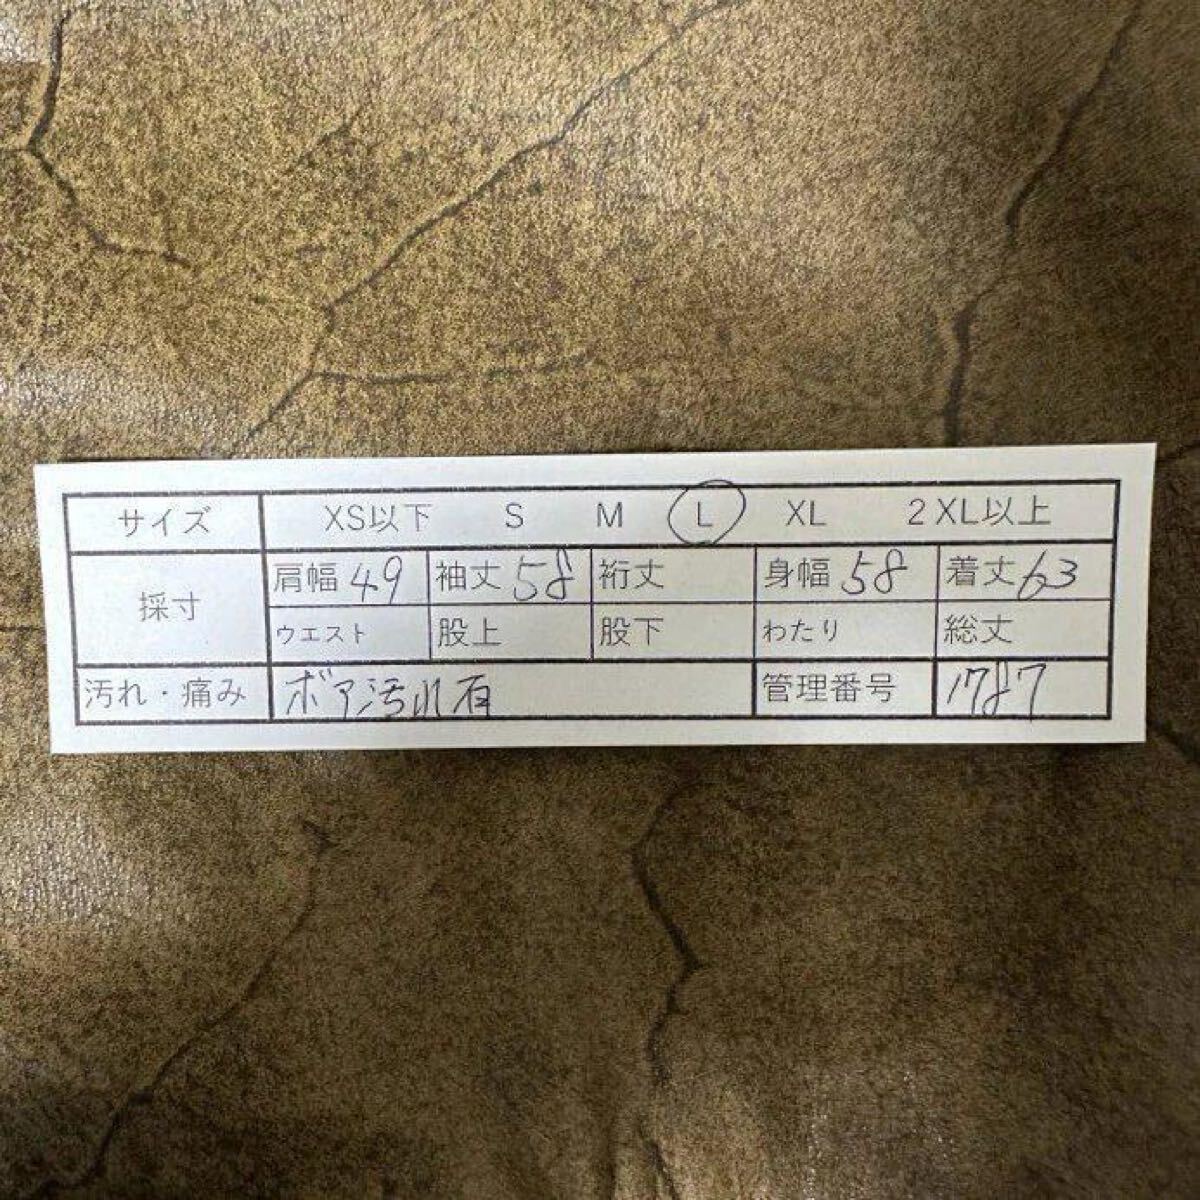 サイズ XS以下 S M L XL 2XL以上
採寸 肩幅 49 袖丈 58 裄丈 身幅 58 着丈 63
ウエスト 股上 股下 わたり 総丈
汚れ・痛み ボア汚れ有 管理番号 1787